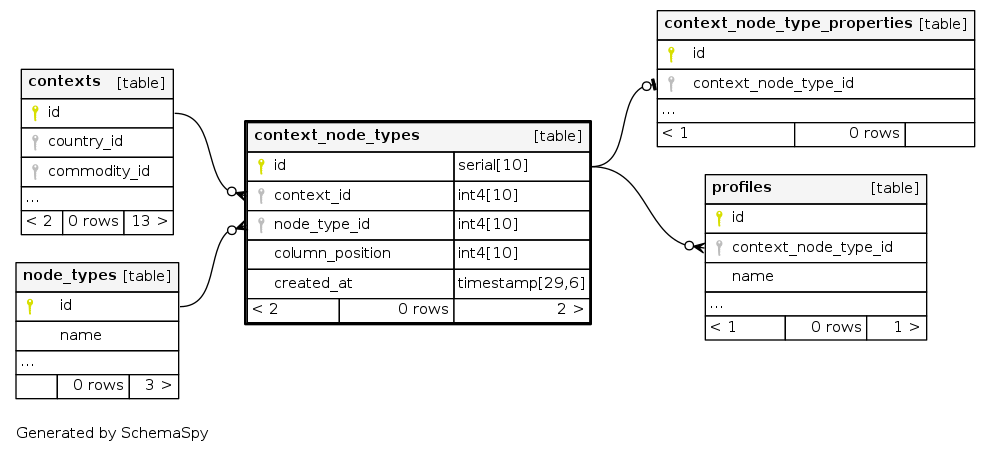 contexts [table]
id
country_id
commodity_id
...
< 2 0 rows 13 >
node_types [table]
id
name
...
0 rows 3 >
context_node_types [table]
id serial[10]
context_id int4[10]
node_type_id int4[10]
column_position int4[10]
created_at timestamp[29,6]
< 2 0 rows 2 >
context_node_type_properties [table]
id
context_node_type_id
...
< 1 0 rows
profiles [table]
id
context_node_type_id
name
...
< 1 0 rows 1 >
Generated by SchemaSpy